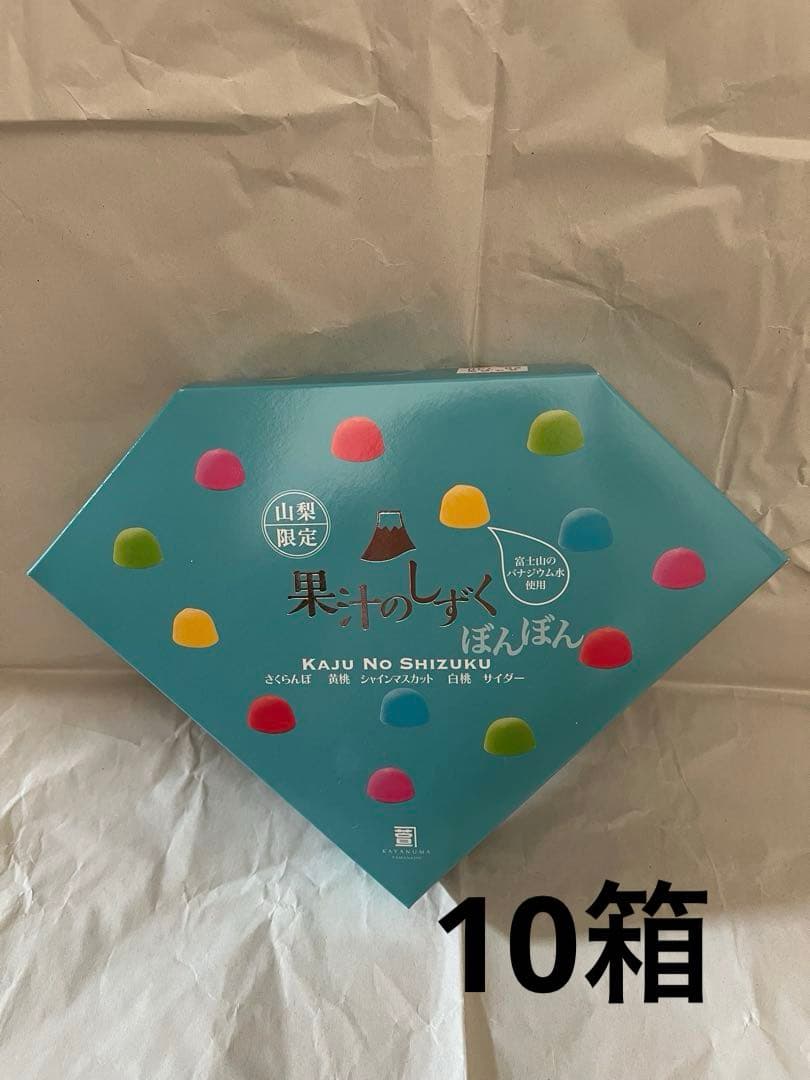 山梨
限定
富士山の
バナジウム水
使用
果汁のしずく
ぼんぼん
KAJU NO SHIZUKU
さくらんぼ 黄桃 シャインマスカット 白桃 サイダー
KAYANUMA
YAMANASHI
10箱